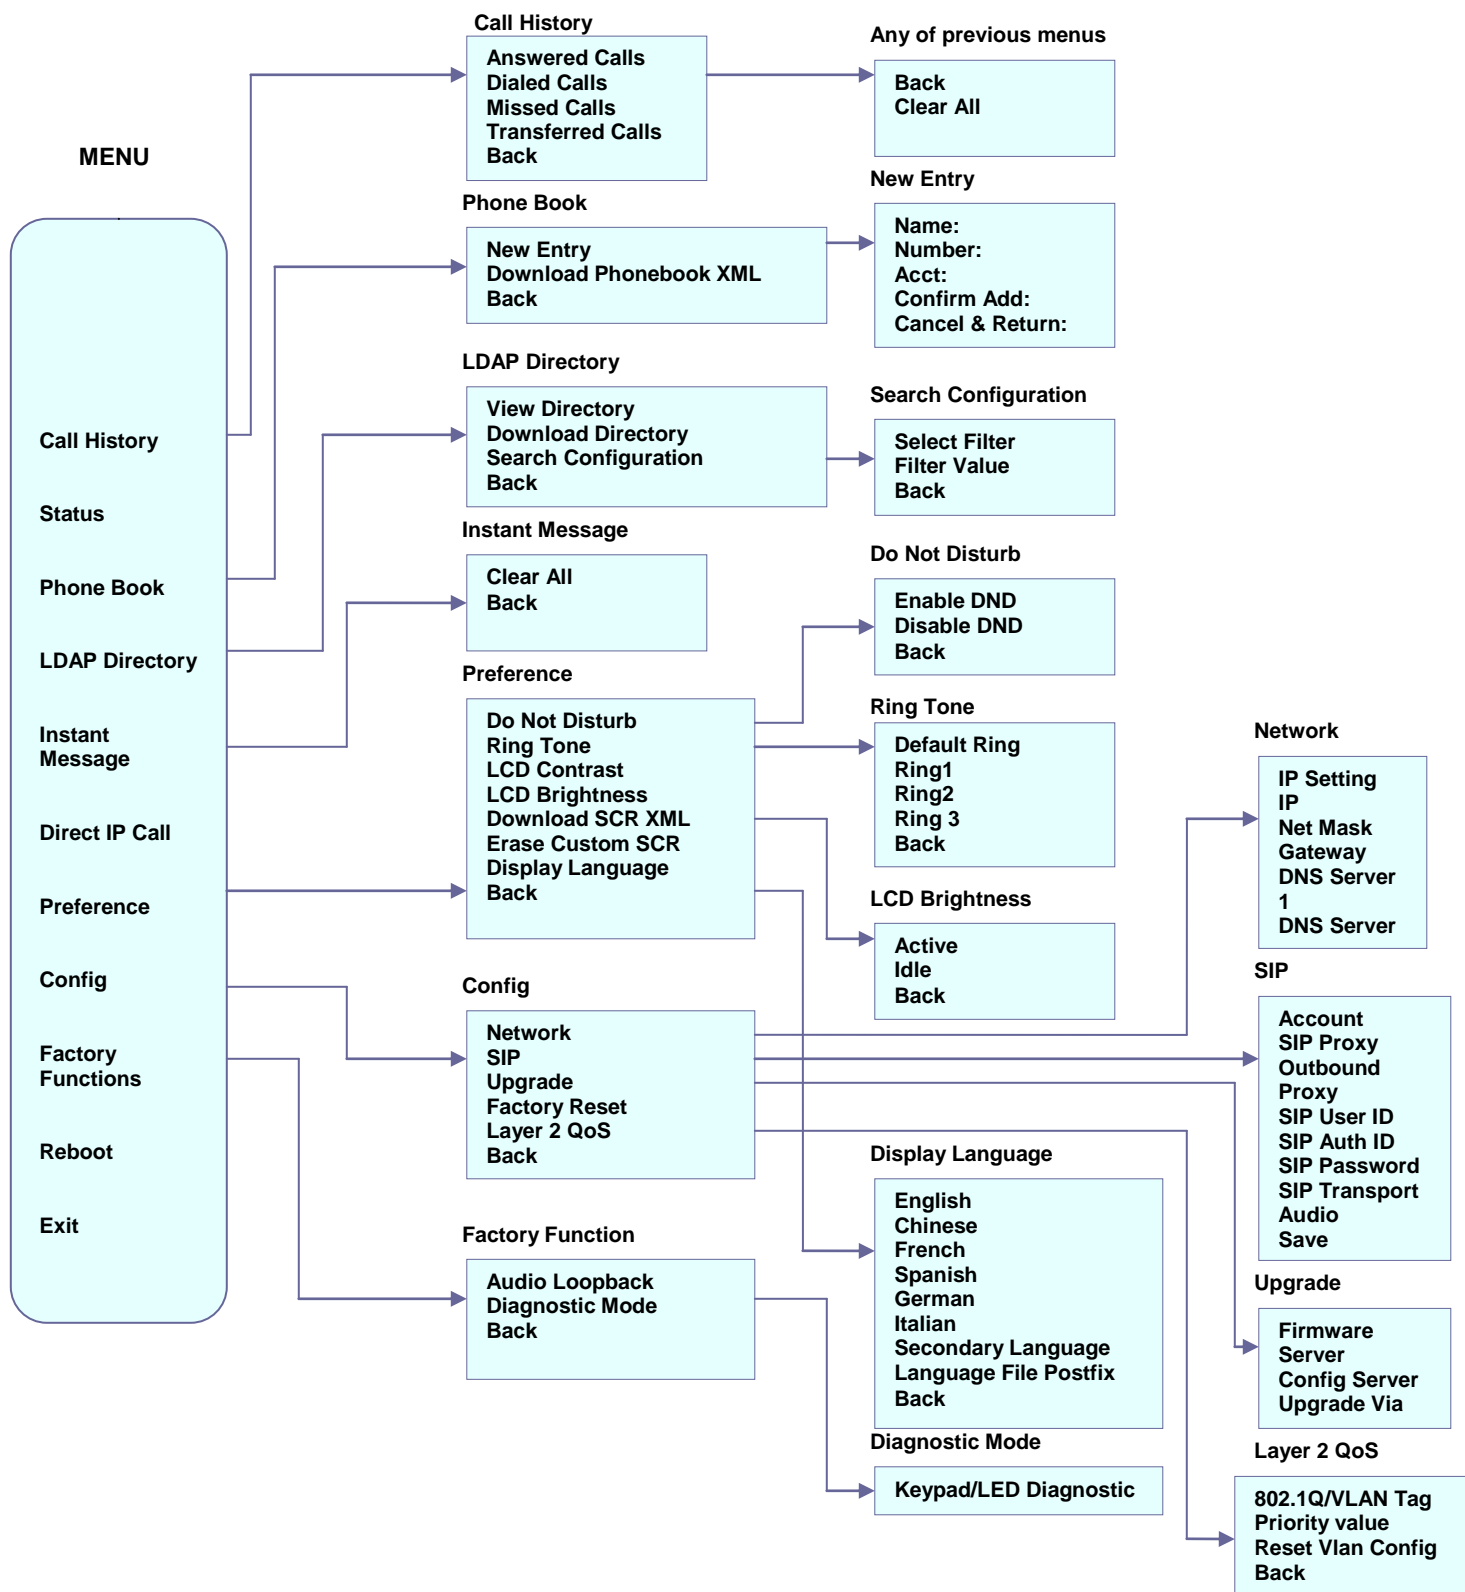 MENU
Call History
Status
Phone Book
LDAP Directory
Instant
Message
Direct IP Call
Preference
Config
Factory
Functions
Reboot
Exit
Call History
Answered Calls
Dialed Calls
Missed Calls
Transferred Calls
Back
Phone Book
New Entry
Download Phonebook XML
Back
LDAP Directory
View Directory
Download Directory
Search Configuration
Back
Instant Message
Clear All
Back
Preference
Do Not Disturb
Ring Tone
LCD Contrast
LCD Brightness
Download SCR XML
Erase Custom SCR
Display Language
Back
Config
Network
SIP
Upgrade
Factory Reset
Layer 2 QoS
Back
Factory Function
Audio Loopback
Diagnostic Mode
Back
Any of previous menus
Back
Clear All
New Entry
Name:
Number:
Acct:
Confirm Add:
Cancel & Return:
Search Configuration
Select Filter
Filter Value
Back
Do Not Disturb
Enable DND
Disable DND
Back
Ring Tone
Default Ring
Ring1
Ring2
Ring 3
Back
LCD Brightness
Active
Idle
Back
Display Language
English
Chinese
French
Spanish
German
Italian
Secondary Language
Language File Postfix
Back
Diagnostic Mode
Keypad/LED Diagnostic
Network
IP Setting
IP
Net Mask
Gateway
DNS Server
1
DNS Server
SIP
Account
SIP Proxy
Outbound
Proxy
SIP User ID
SIP Auth ID
SIP Password
SIP Transport
Audio
Save
Upgrade
Firmware
Server
Config Server
Upgrade Via
Layer 2 QoS
802.1Q/VLAN Tag
Priority value
Reset Vlan Config
Back